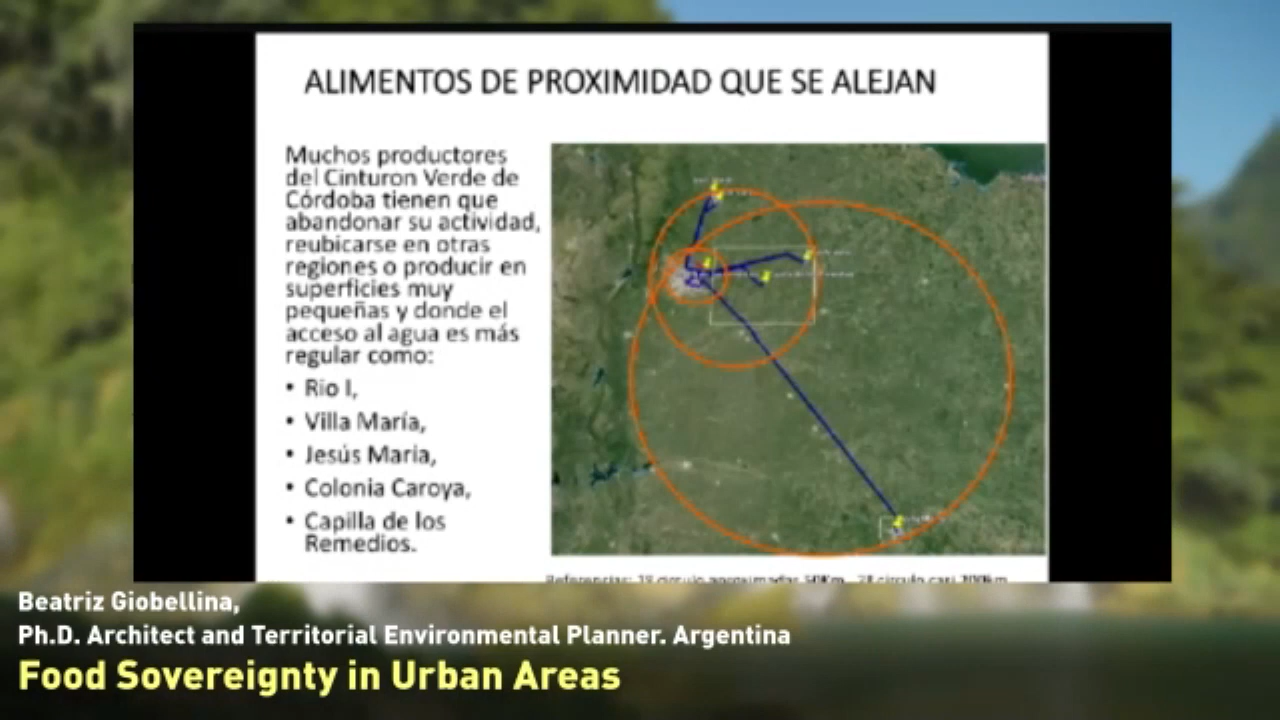 ALIMENTOS DE PROXIMIDAD QUE SE ALEJAN
Muchos productores
del Cinturon Verde de
Córdoba tienen que
abandonar su actividad,
reubicarse en otras
regiones o producir en
superficies muy
pequeñas y donde el
acceso al agua es más
regular como:
• Rio I,
• Villa María,
• Jesús Maria,
• Colonia Caroya,
• Capilla de los
Remedios.
Beatriz Giobellina,
Ph.D. Architect and Territorial Environmental Planner. Argentina
Food Sovereignty in Urban Areas